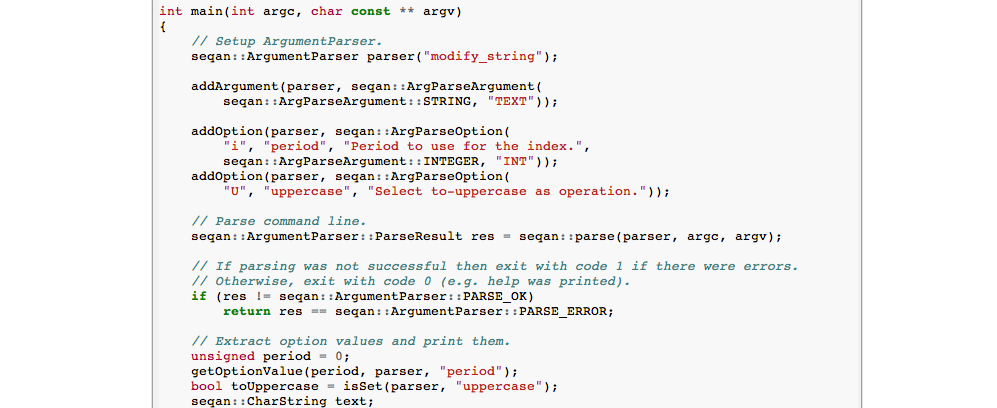 int main(int argc, char const ** argv)
{
    // Setup ArgumentParser.
    seqan::ArgumentParser parser("modify_string");

    addArgument(parser, seqan::ArgParseArgument(
        seqan::ArgParseArgument::STRING, "TEXT"));

    addOption(parser, seqan::ArgParseOption(
        "i", "period", "Period to use for the index.",
        seqan::ArgParseArgument::INTEGER, "INT"));
    addOption(parser, seqan::ArgParseOption(
        "U", "uppercase", "Select to-uppercase as operation."));

    // Parse command line.
    seqan::ArgumentParser::ParseResult res = seqan::parse(parser, argc, argv);

    // If parsing was not successful then exit with code 1 if there were errors.
    // Otherwise, exit with code 0 (e.g. help was printed).
    if (res != seqan::ArgumentParser::PARSE_OK)
        return res == seqan::ArgumentParser::PARSE_ERROR;

    // Extract option values and print them.
    unsigned period = 0;
    getOptionValue(period, parser, "period");
    bool toUppercase = isSet(parser, "uppercase");
    seqan::CharString text;